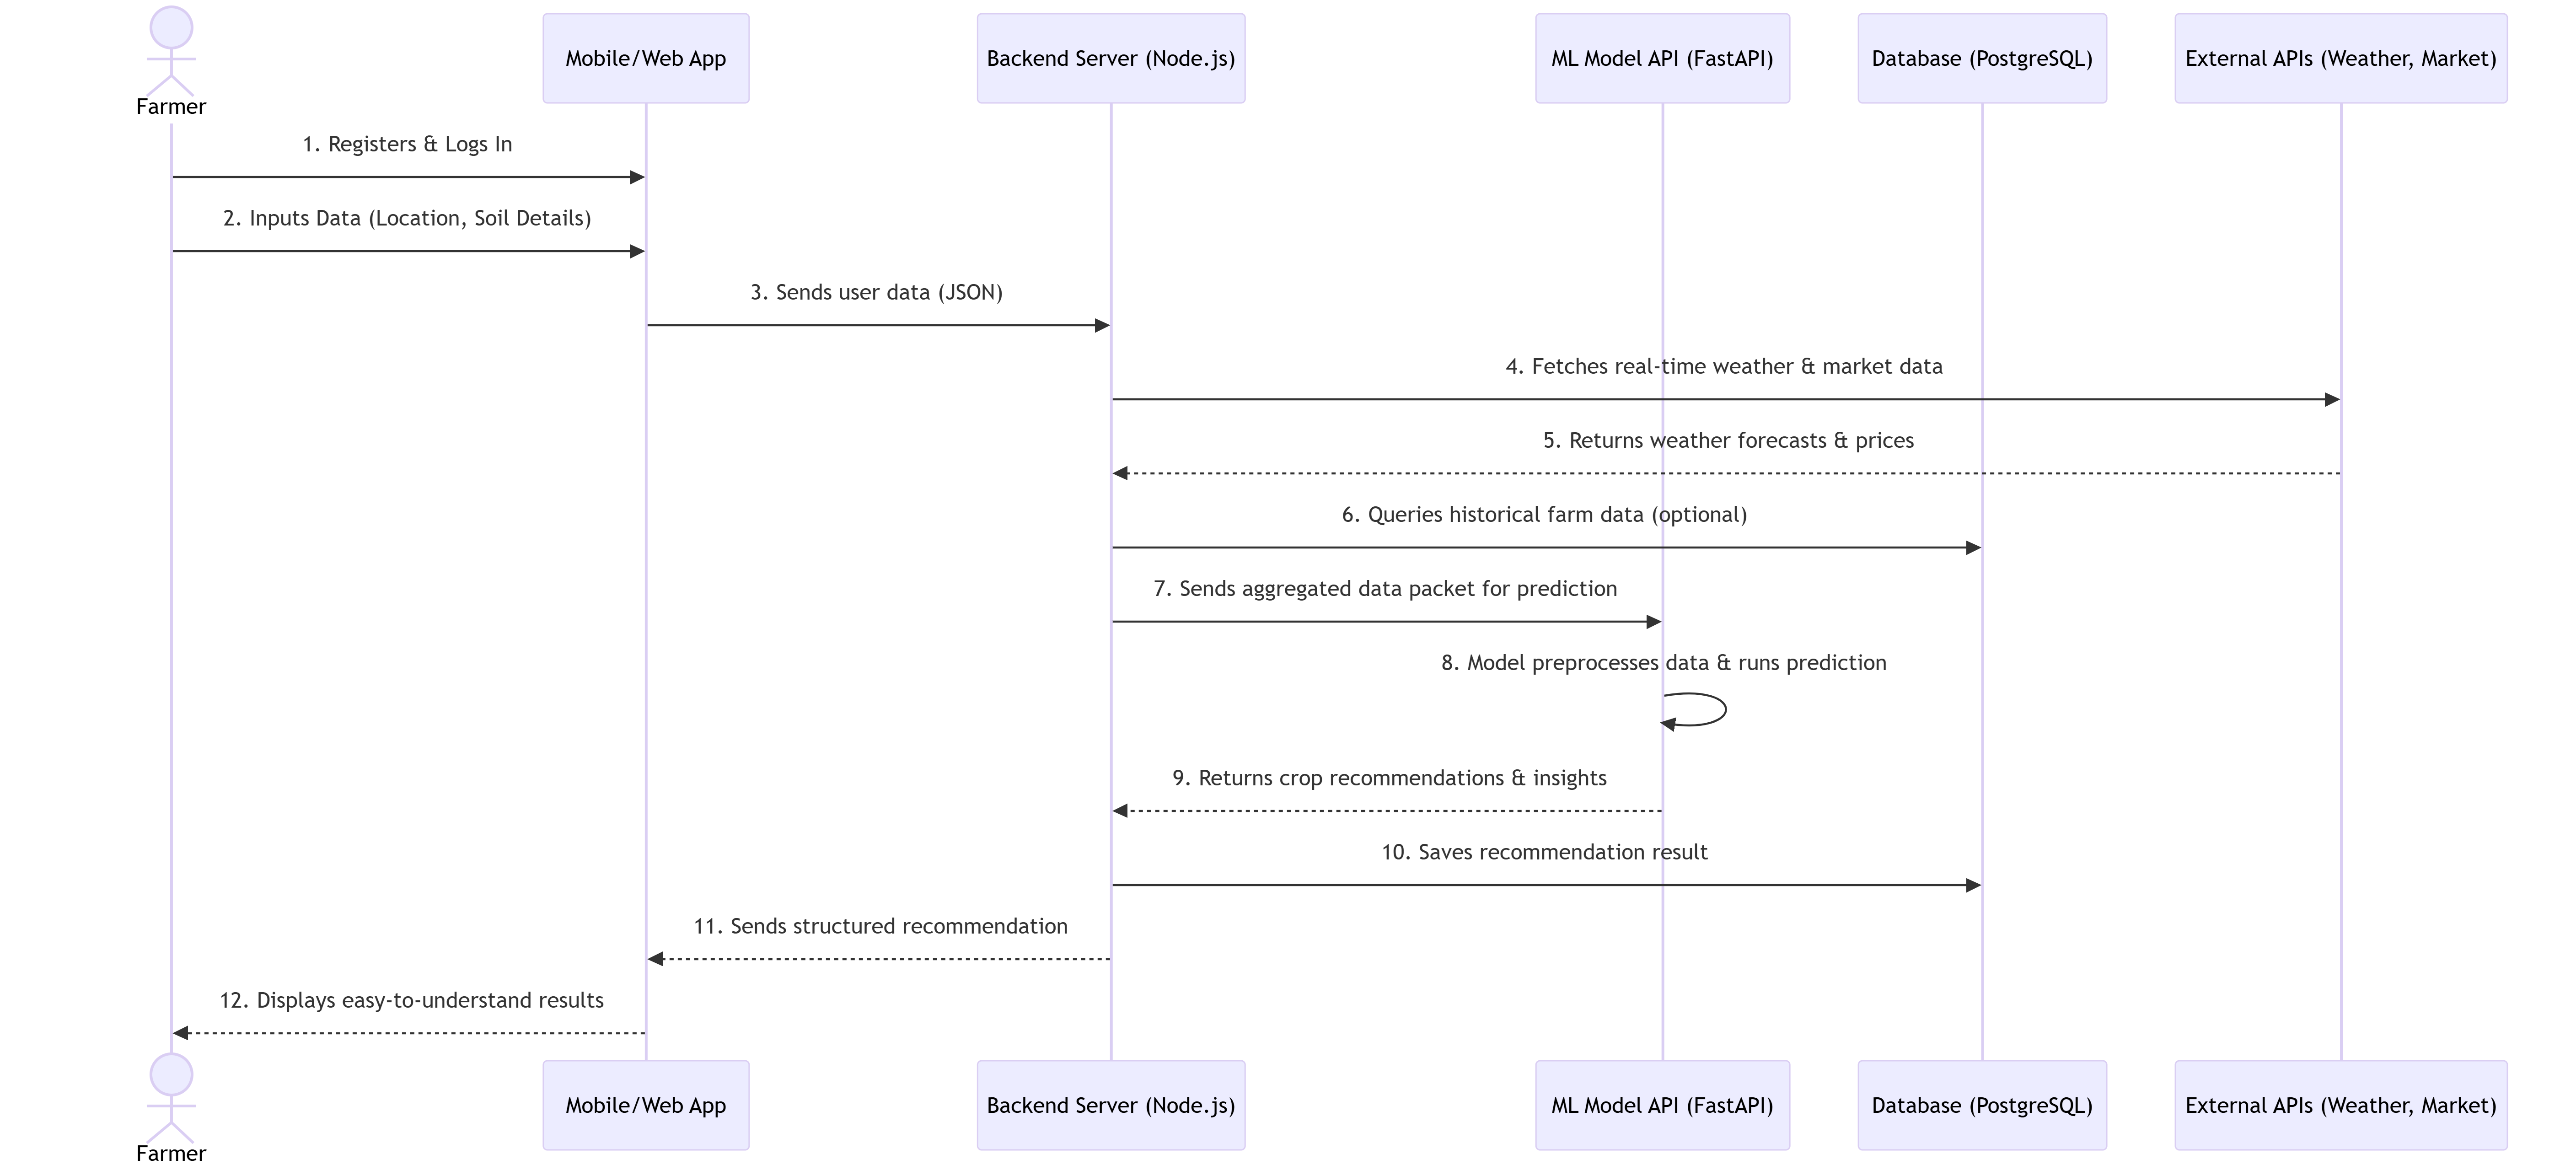 Mobile/Web App
Backend Server (Node.js)
ML Model API (FastAPI)
Database (PostgreSQL)
External APIs (Weather, Market)
Farmer
1. Registers & Logs In
2. Inputs Data (Location, Soil Details)
3. Sends user data (JSON)
4. Fetches real-time weather & market data
5. Returns weather forecasts & prices
6. Queries historical farm data (optional)
7. Sends aggregated data packet for prediction
8. Model preprocesses data & runs prediction
9. Returns crop recommendations & insights
10. Saves recommendation result
11. Sends structured recommendation
12. Displays easy-to-understand results
Mobile/Web App
Backend Server (Node.js)
ML Model API (FastAPI)
Database (PostgreSQL)
External APIs (Weather, Market)
Farmer